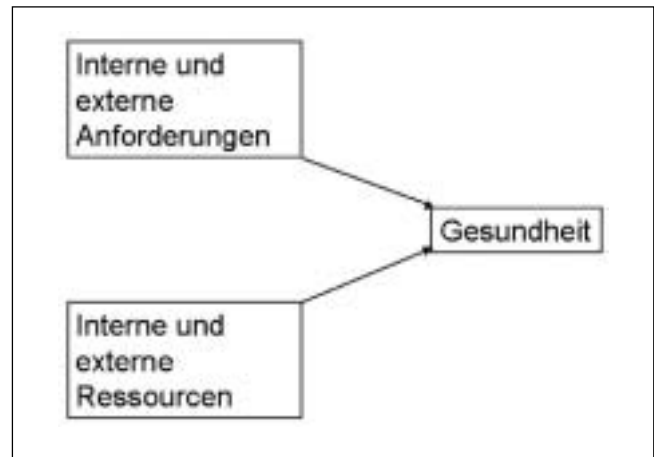 Interne und
externe
Anforderungen
Gesundheit
Interne und
externe
Ressourcen